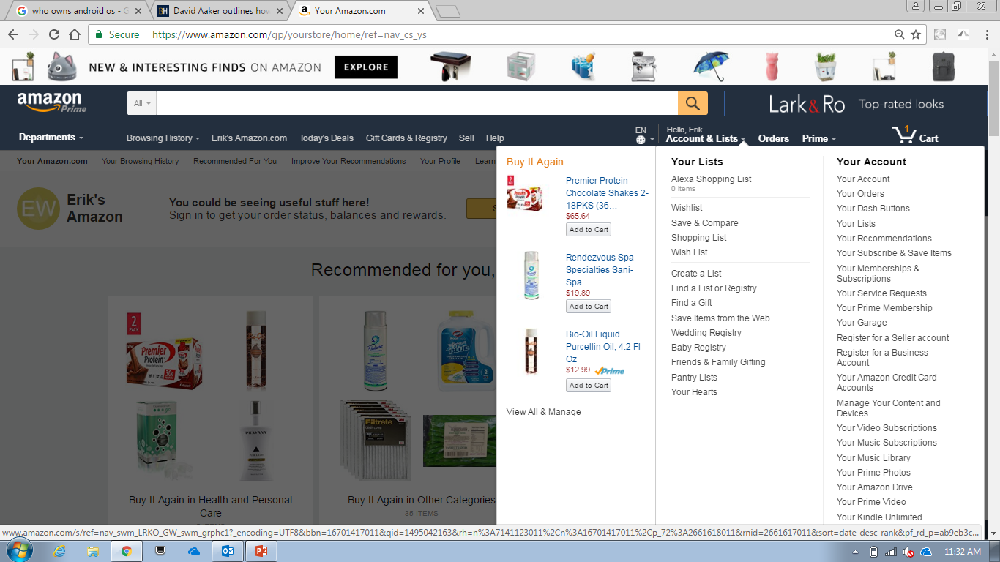 who owns android os - G
David Aaker outlines how
Your Amazon.com
Secure
https://www.amazon.com/gp/yourstore/home/ref=nav_cs_ys
NEW & INTERESTING FINDS ON AMAZON
EXPLORE
amazon
Prime
All
Lark & Ro Top-rated looks
Departments
Browsing History
Erik's Amazon.com
Today's Deals
Gift Cards & Registry
Sell
Help
EN
Hello, Erik
Account & Lists
Orders
Prime
1
Cart
Your Amazon.com
Your Browsing History
Recommended For You
Improve Your Recommendations
Your Profile
Learn
EW
Erik's
Amazon
You could be seeing useful stuff here!
Sign in to get your order status, balances and rewards.
S
Recommended for you,
2
PACK
Premier
Protein
30g
Filtrete
Buy It Again in Health and Personal
Care
Buy It Again in Other Categories
35 ITEMS
Buy It Again
Premier Protein
Chocolate Shakes 2-
18PKS (36...
$65.64
Add to Cart
Rendezvous Spa
Specialties Sani-
Spa...
$19.89
Add to Cart
Bio-Oil Liquid
Purcellin Oil, 4.2 Fl
Oz
$12.99 Prime
Add to Cart
View All & Manage
Your Lists
Alexa Shopping List
0 items
Wishlist
Save & Compare
Shopping List
Wish List
Create a List
Find a List or Registry
Find a Gift
Save Items from the Web
Wedding Registry
Baby Registry
Friends & Family Gifting
Pantry Lists
Your Hearts
Your Account
Your Account
Your Orders
Your Dash Buttons
Your Lists
Your Recommendations
Your Subscribe & Save Items
Your Memberships &
Subscriptions
Your Service Requests
Your Prime Membership
Your Garage
Register for a Seller account
Register for a Business
Account
Your Amazon Credit Card
Accounts
Manage Your Content and
Devices
Your Video Subscriptions
Your Music Subscriptions
Your Music Library
Your Prime Photos
Your Amazon Drive
Your Prime Video
Your Kindle Unlimited
www.amazon.com/s/ref=nav_swm_LRKO_GW_swm_grphc1?_encoding=UTF8&bbn=16701417011&qid=1495042163&rh=n%3A7141123011%2Cn%3A16701417011%2Cp_72%3A2661618011&rnid=2661617011&sort=date-desc-rank&pf_rd_p=ab9eb3c...
11:32 AM